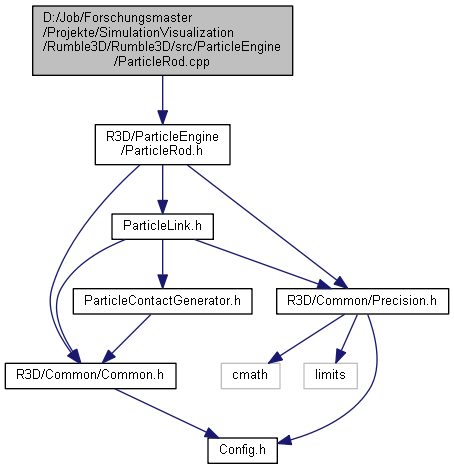 D:/Job/Forschungsmaster
/Projekte/SimulationVisualization
/Rumble3D/Rumble3D/src/ParticleEngine
/ParticleRod.cpp
R3D/ParticleEngine
/ParticleRod.h
ParticleLink.h
ParticleContactGenerator.h
R3D/Common/Precision.h
R3D/Common/Common.h
cmath
limits
Config.h